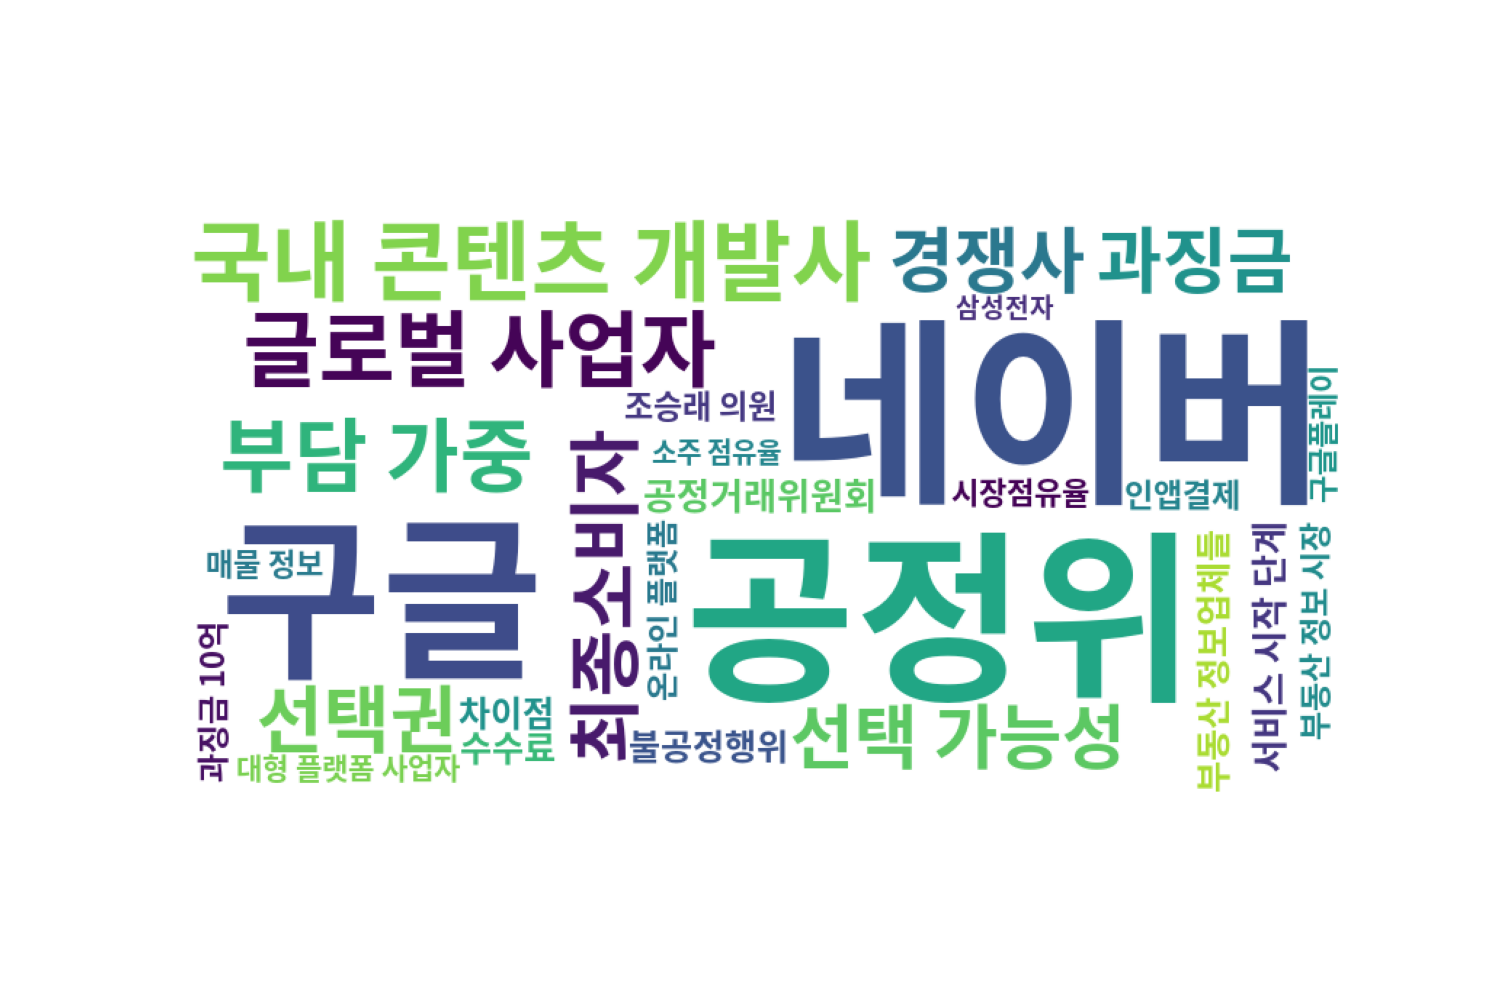 국내 콘텐츠 개발사
경쟁사
과징금
삼성전자
글로벌 사업자
네이버
구글플레이
조승래 의원
부담 가중
소주 점유율
공정거래위원회
시장점유율
인앱결제
최종소비자
구글
매물 정보
온라인 플랫폼
공정위
부동산 정보업체들
서비스 시작 단계
부동산 정보 시장
과징금 10억
선택권
차이점
수수료
불공정행위
선택 가능성
대형 플랫폼 사업자